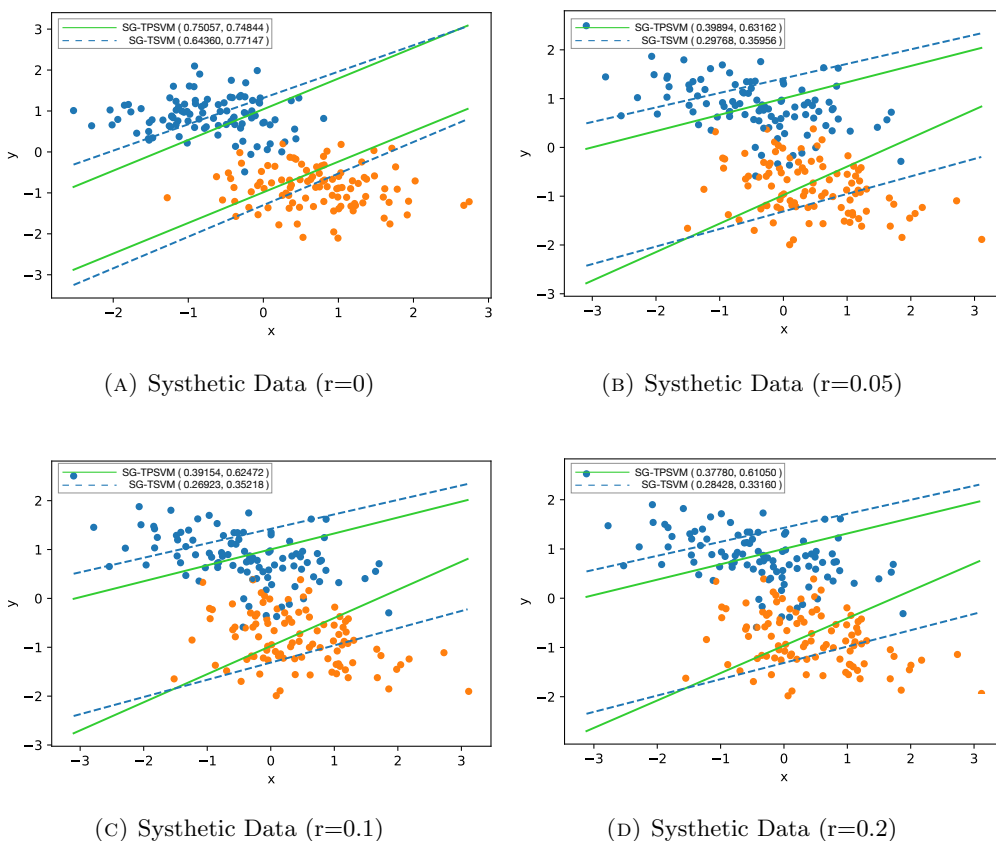 SG-TPSVM ( 0.75057, 0.74844 )
SG-TSVM ( 0.64360, 0.77147 )
3
2
1
0
−1
−2
−3
y
−2
−1
0
1
2
3
x
(A) Systhetic Data (r=0)
SG-TPSVM ( 0.39894, 0.63162 )
SG-TSVM ( 0.29768, 0.35956 )
2
1
0
−1
−2
−3
y
−3
−2
−1
0
1
2
3
x
(B) Systhetic Data (r=0.05)
SG-TPSVM ( 0.39154, 0.62472 )
SG-TSVM ( 0.26923, 0.35218 )
2
1
0
−1
−2
−3
y
−3
−2
−1
0
1
2
3
x
(C) Systhetic Data (r=0.1)
SG-TPSVM ( 0.37780, 0.61050 )
SG-TSVM ( 0.28428, 0.33160 )
2
1
0
−1
−2
y
−3
−2
−1
0
1
2
3
x
(D) Systhetic Data (r=0.2)